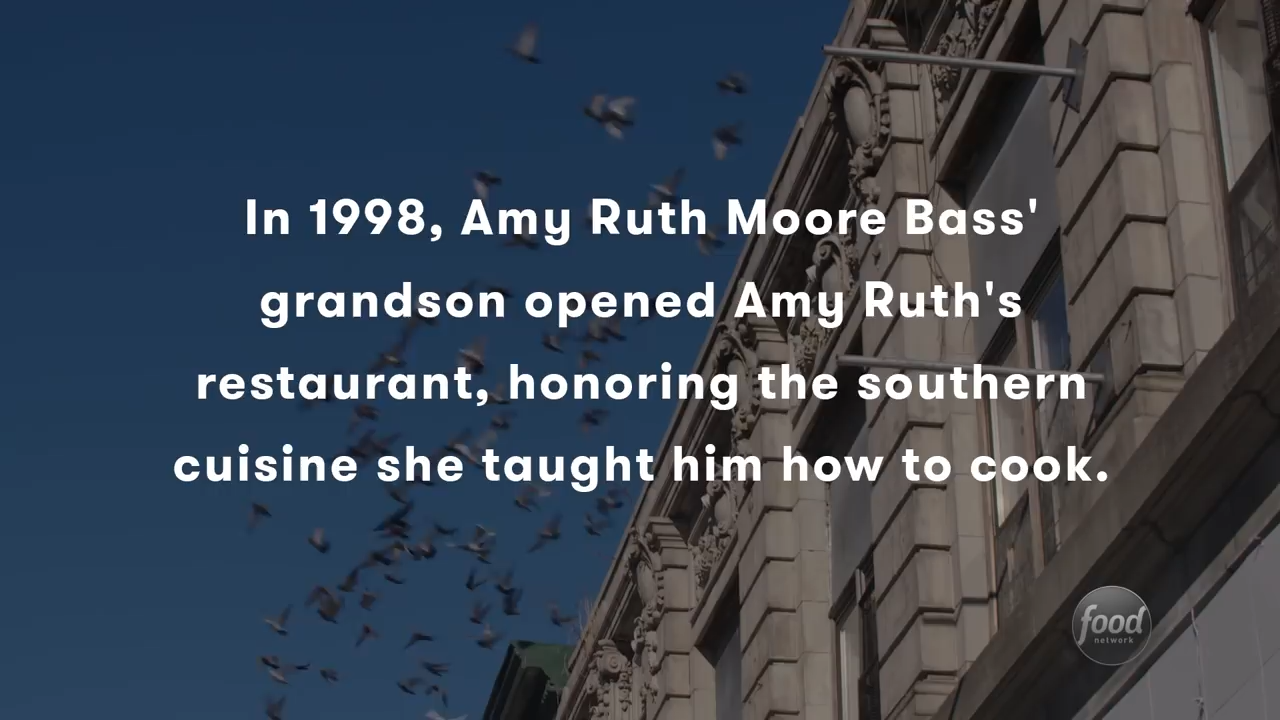 In 1998, Amy Ruth Moore Bass'
grandson opened Amy Ruth's
restaurant, honoring the southern
cuisine she taught him how to cook.
food
network